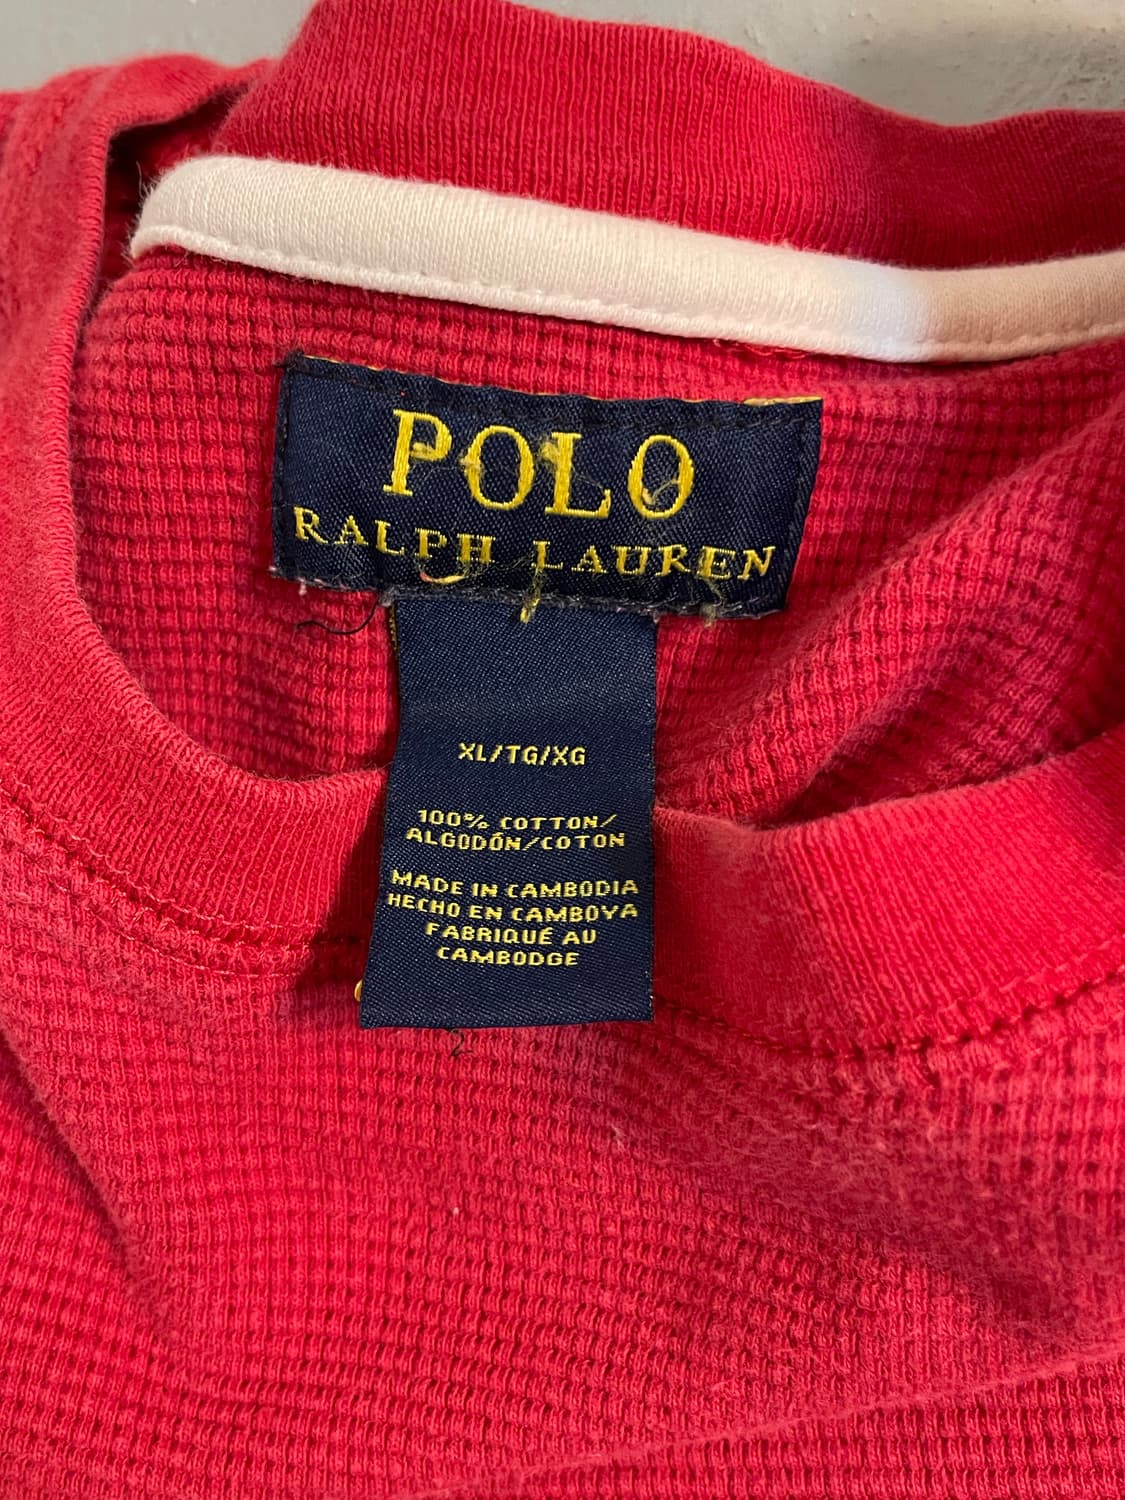 POLO
RALPH LAUREN
XL/TG/XG
100% COTTON/
ALGODÓN/COTON
MADE IN CAMBODIA
HECHO EN CAMBOYA
FABRIQUÉ AU
CAMBODGE